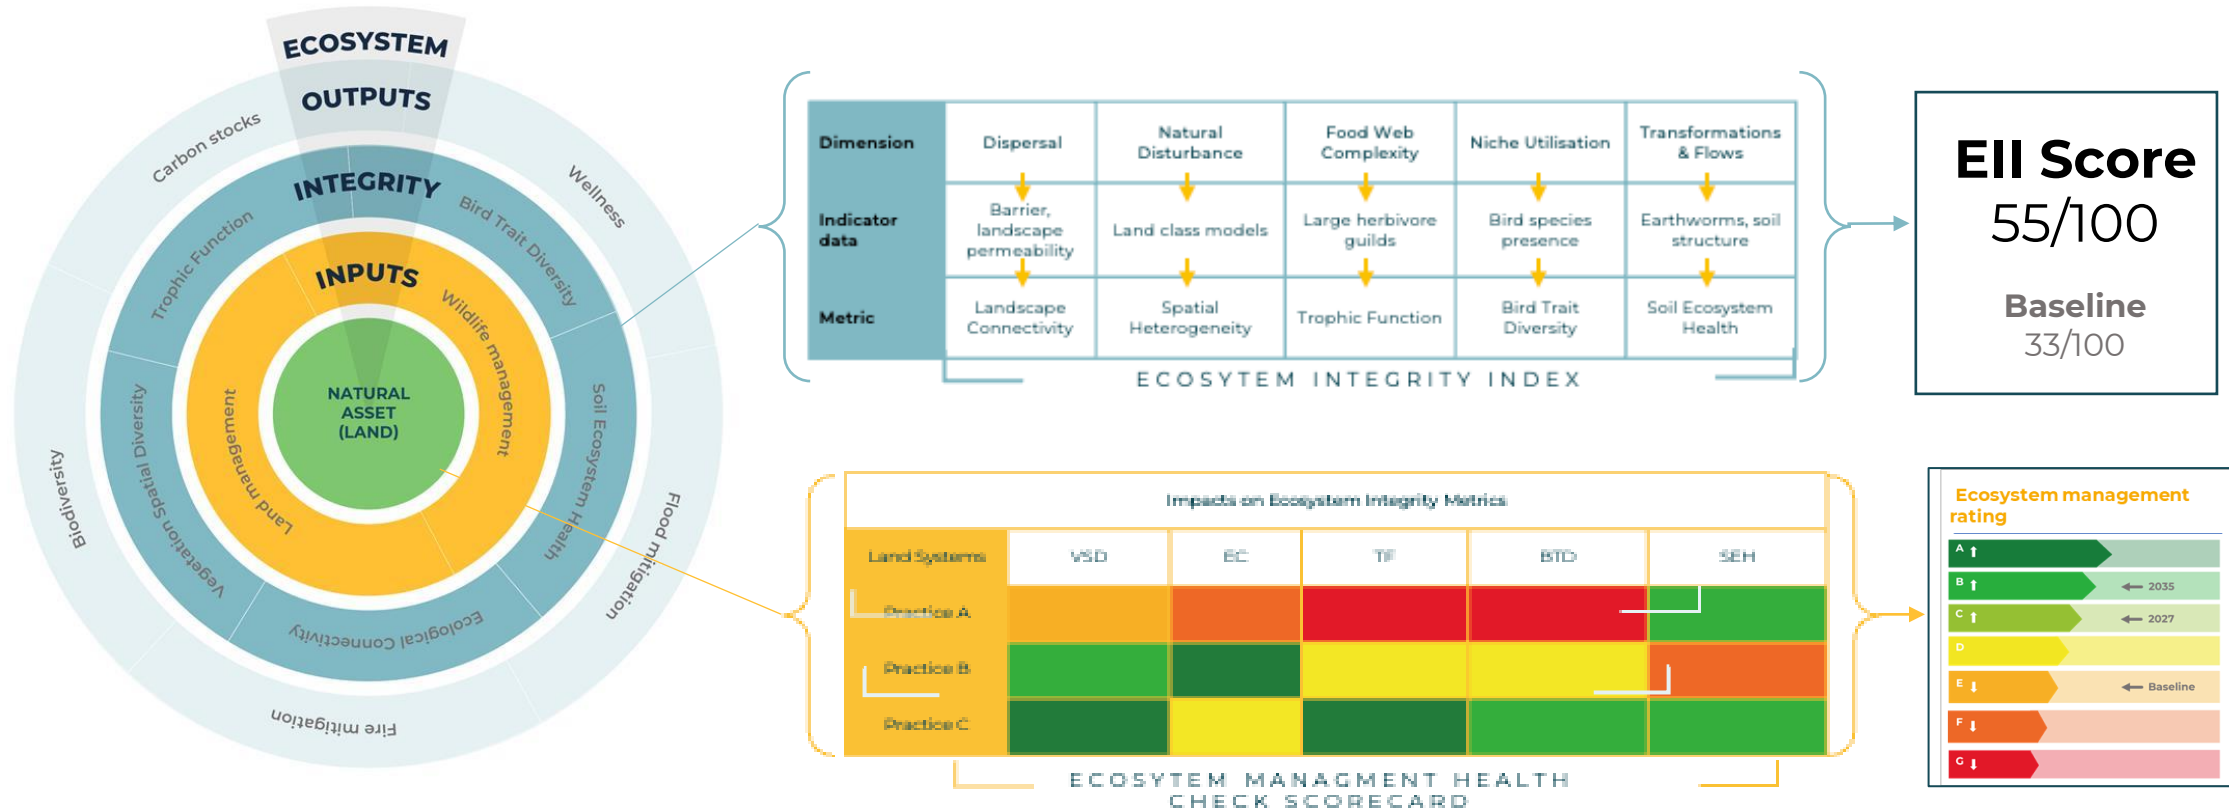 ECOSYSTEM
OUTPUTS
INTEGRITY
INPUTS
NATURAL
ASSET
(LAND)
Wildlife management
Land management
Trophic Function
Bird Trait Diversity
Soil Ecosystem Health
Ecological Connectivity
Vegetation Spatial Diversity
Carbon stocks
Wellness
Flood mitigation
Fire mitigation
Biodiversity
Dimension
Dispersal
Natural
Disturbance
Food Web
Complexity
Niche Utilisation
Transformations
& Flows
Indicator
data
Barrier,
landscape
permeability
Land class models
Large herbivore
guilds
Bird species
presence
Earthworms, soil
structure
Metric
Landscape
Connectivity
Spatial
Heterogeneity
Trophic Function
Bird Trait
Diversity
Soil Ecosystem
Health
ECOSYTEM INTEGRITY INDEX
EII Score
55/100
Baseline
33/100
Impacts on Ecosystem Integrity Metrics
Land Systems
VSD
EC
TF
BTD
SEH
Practice A
Practice B
Practice C
ECOSYTEM MANAGMENT HEALTH
CHECK SCORECARD
Ecosystem management
rating
A ↑
B ↑ ← 2035
C ↑ ← 2027
D
E ↓ ← Baseline
F ↓
G ↓